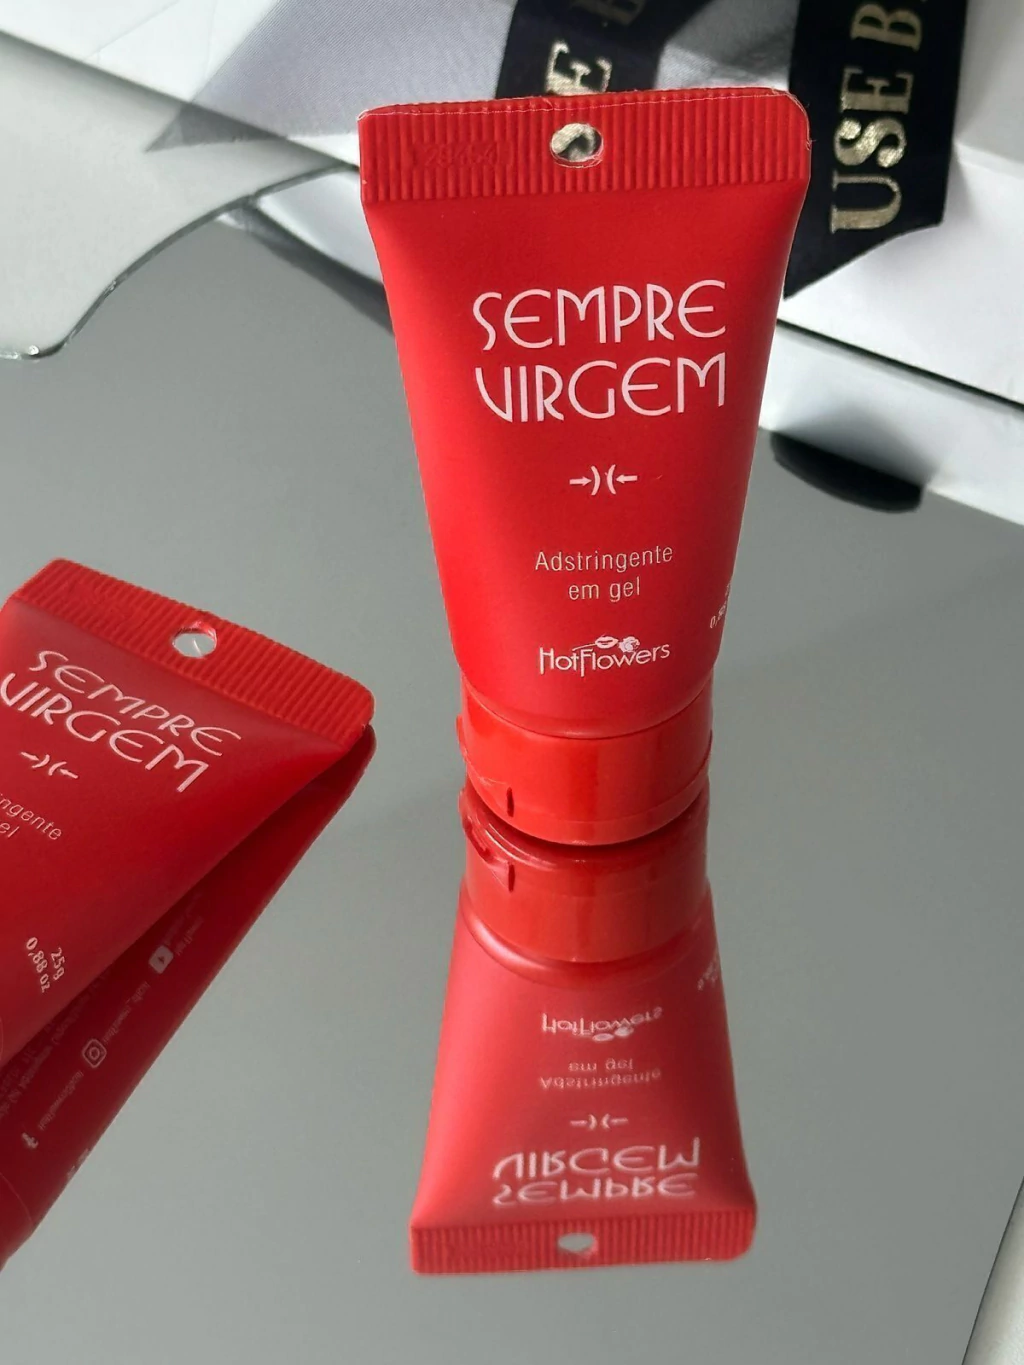 USE B
SEMPRE
VIRGEM
Adstringente
em gel
HotFlowers
SEMPRE
VIRGEM
25g
0,88 oz